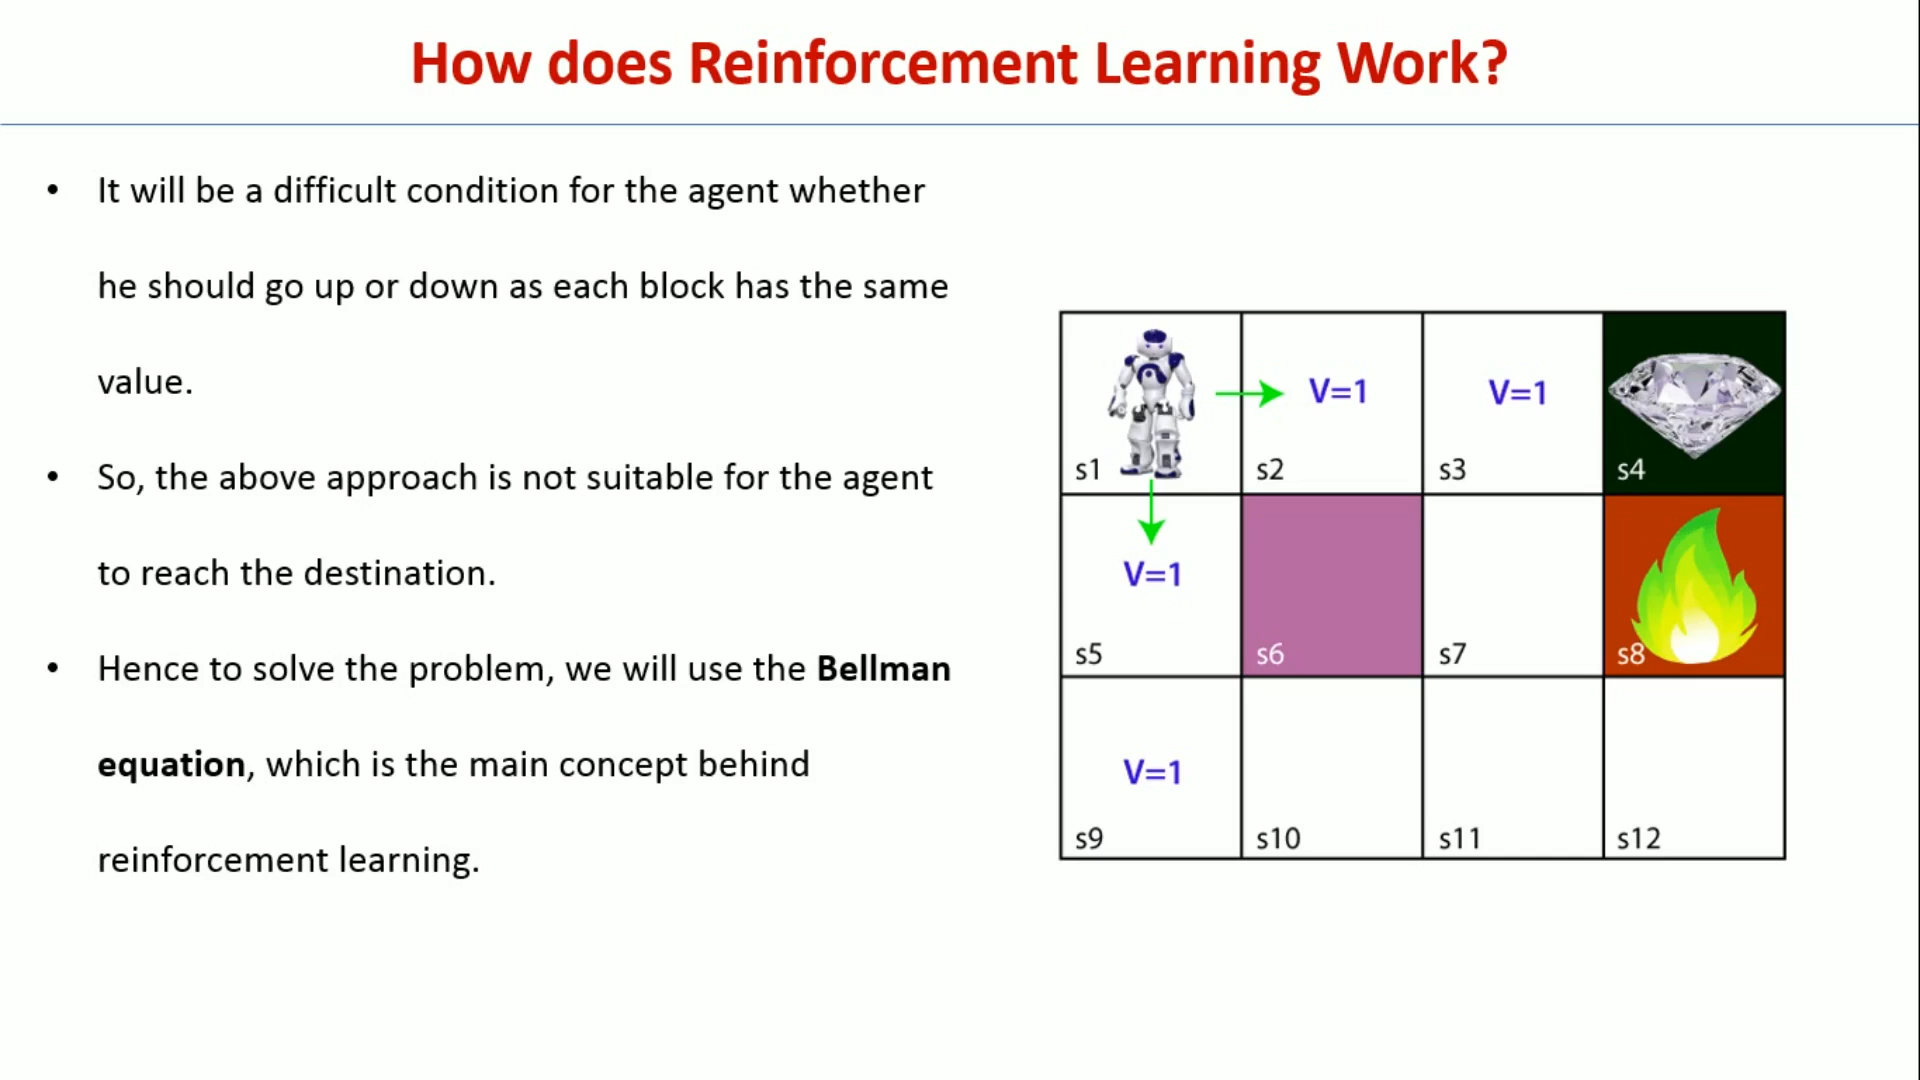 How does Reinforcement Learning Work?
• It will be a difficult condition for the agent whether
he should go up or down as each block has the same
value.
• So, the above approach is not suitable for the agent
to reach the destination.
• Hence to solve the problem, we will use the Bellman
equation, which is the main concept behind
reinforcement learning.
V=1 V=1
s1 s2 s3 s4
V=1
s5 s6 s7 s8
V=1
s9 s10 s11 s12